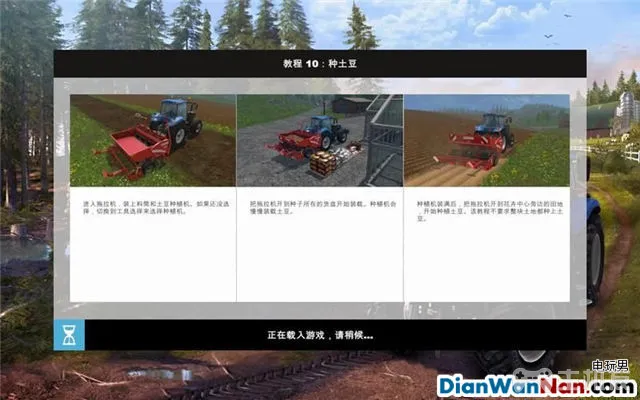 教程 10：种土豆
进入拖拉机，装上料筒和土豆种植机。如果还没选
择，切换到工具选择来选择种植机。
把拖拉机开到种子所在的货盘开始装载。种植机会
慢慢装载土豆。
种植机装满后，把拖拉机开到花卉中心旁边的田地
，开始种植土豆。该教程不要求整块土地都种上土
豆。
正在载入游戏，请稍候...
电玩男
DianWanNan.com